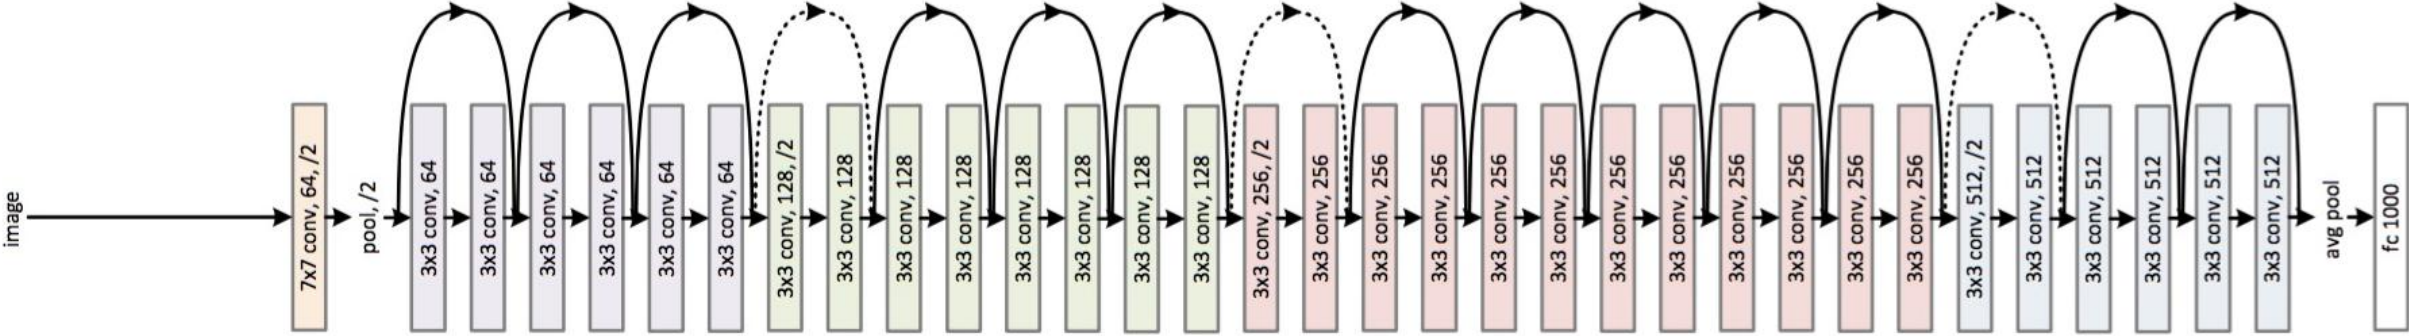 image
7x7 conv, 64, /2
pool, /2
3x3 conv, 64
3x3 conv, 64
3x3 conv, 64
3x3 conv, 64
3x3 conv, 64
3x3 conv, 64
3x3 conv, 128, /2
3x3 conv, 128
3x3 conv, 128
3x3 conv, 128
3x3 conv, 128
3x3 conv, 128
3x3 conv, 128
3x3 conv, 128
3x3 conv, 256, /2
3x3 conv, 256
3x3 conv, 256
3x3 conv, 256
3x3 conv, 256
3x3 conv, 256
3x3 conv, 256
3x3 conv, 256
3x3 conv, 256
3x3 conv, 256
3x3 conv, 256
3x3 conv, 256
3x3 conv, 512, /2
3x3 conv, 512
3x3 conv, 512
3x3 conv, 512
3x3 conv, 512
3x3 conv, 512
avg pool
fc 1000